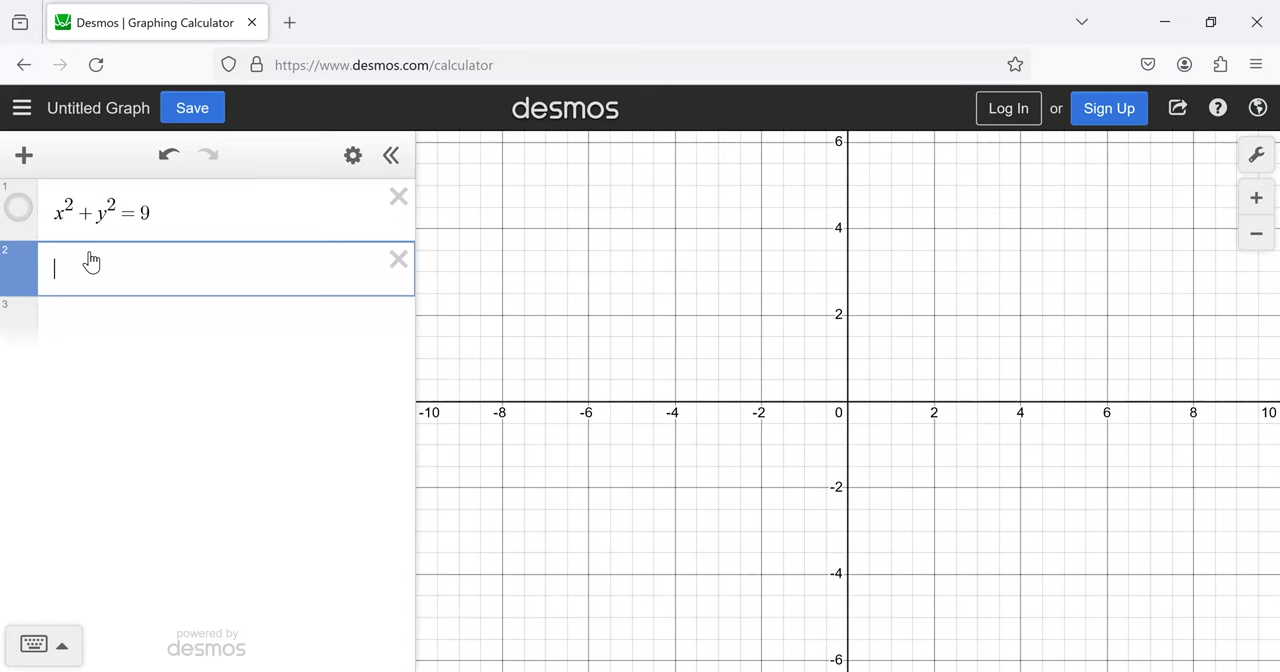 Desmos | Graphing Calculator
https://www.desmos.com/calculator
Untitled Graph Save desmos Log In or Sign Up
1
x² + y² = 9
2
3
powered by
desmos
6
4
2
-10 -8 -6 -4 -2 0 2 4 6 8 10
-2
-4
-6